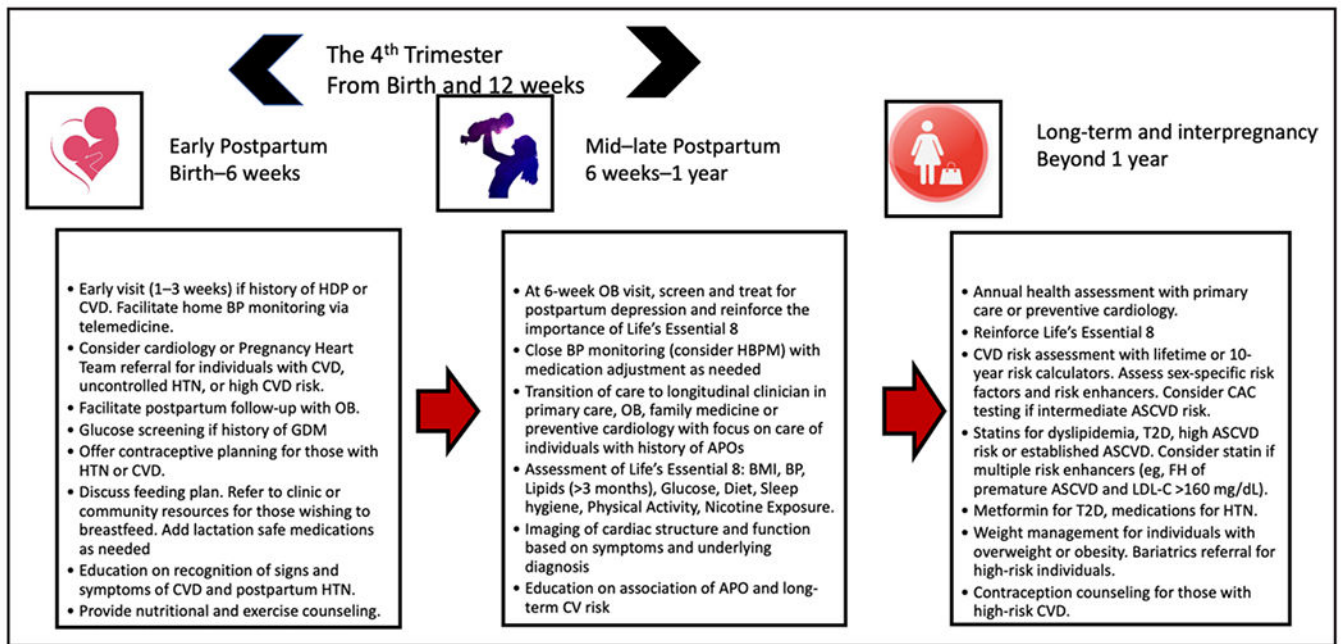 The 4th Trimester
From Birth and 12 weeks
Early Postpartum
Birth–6 weeks
Mid–late Postpartum
6 weeks–1 year
Long-term and interpregnancy
Beyond 1 year
• Early visit (1–3 weeks) if history of HDP or
CVD. Facilitate home BP monitoring via
telemedicine.
• Consider cardiology or Pregnancy Heart
Team referral for individuals with CVD,
uncontrolled HTN, or high CVD risk.
• Facilitate postpartum follow-up with OB.
• Glucose screening if history of GDM
• Offer contraceptive planning for those with
HTN or CVD.
• Discuss feeding plan. Refer to clinic or
community resources for those wishing to
breastfeed. Add lactation safe medications
as needed
• Education on recognition of signs and
symptoms of CVD and postpartum HTN.
• Provide nutritional and exercise counseling.
• At 6-week OB visit, screen and treat for
postpartum depression and reinforce the
importance of Life's Essential 8
• Close BP monitoring (consider HBPM) with
medication adjustment as needed
• Transition of care to longitudinal clinician in
primary care, OB, family medicine or
preventive cardiology with focus on care of
individuals with history of APOs
• Assessment of Life's Essential 8: BMI, BP,
Lipids (>3 months), Glucose, Diet, Sleep
hygiene, Physical Activity, Nicotine Exposure.
• Imaging of cardiac structure and function
based on symptoms and underlying
diagnosis
• Education on association of APO and long-
term CV risk
• Annual health assessment with primary
care or preventive cardiology.
• Reinforce Life's Essential 8
• CVD risk assessment with lifetime or 10-
year risk calculators. Assess sex-specific risk
factors and risk enhancers. Consider CAC
testing if intermediate ASCVD risk.
• Statins for dyslipidemia, T2D, high ASCVD
risk or established ASCVD. Consider statin if
multiple risk enhancers (eg, FH of
premature ASCVD and LDL-C >160 mg/dL).
• Metformin for T2D, medications for HTN.
• Weight management for individuals with
overweight or obesity. Bariatrics referral for
high-risk individuals.
• Contraception counseling for those with
high-risk CVD.